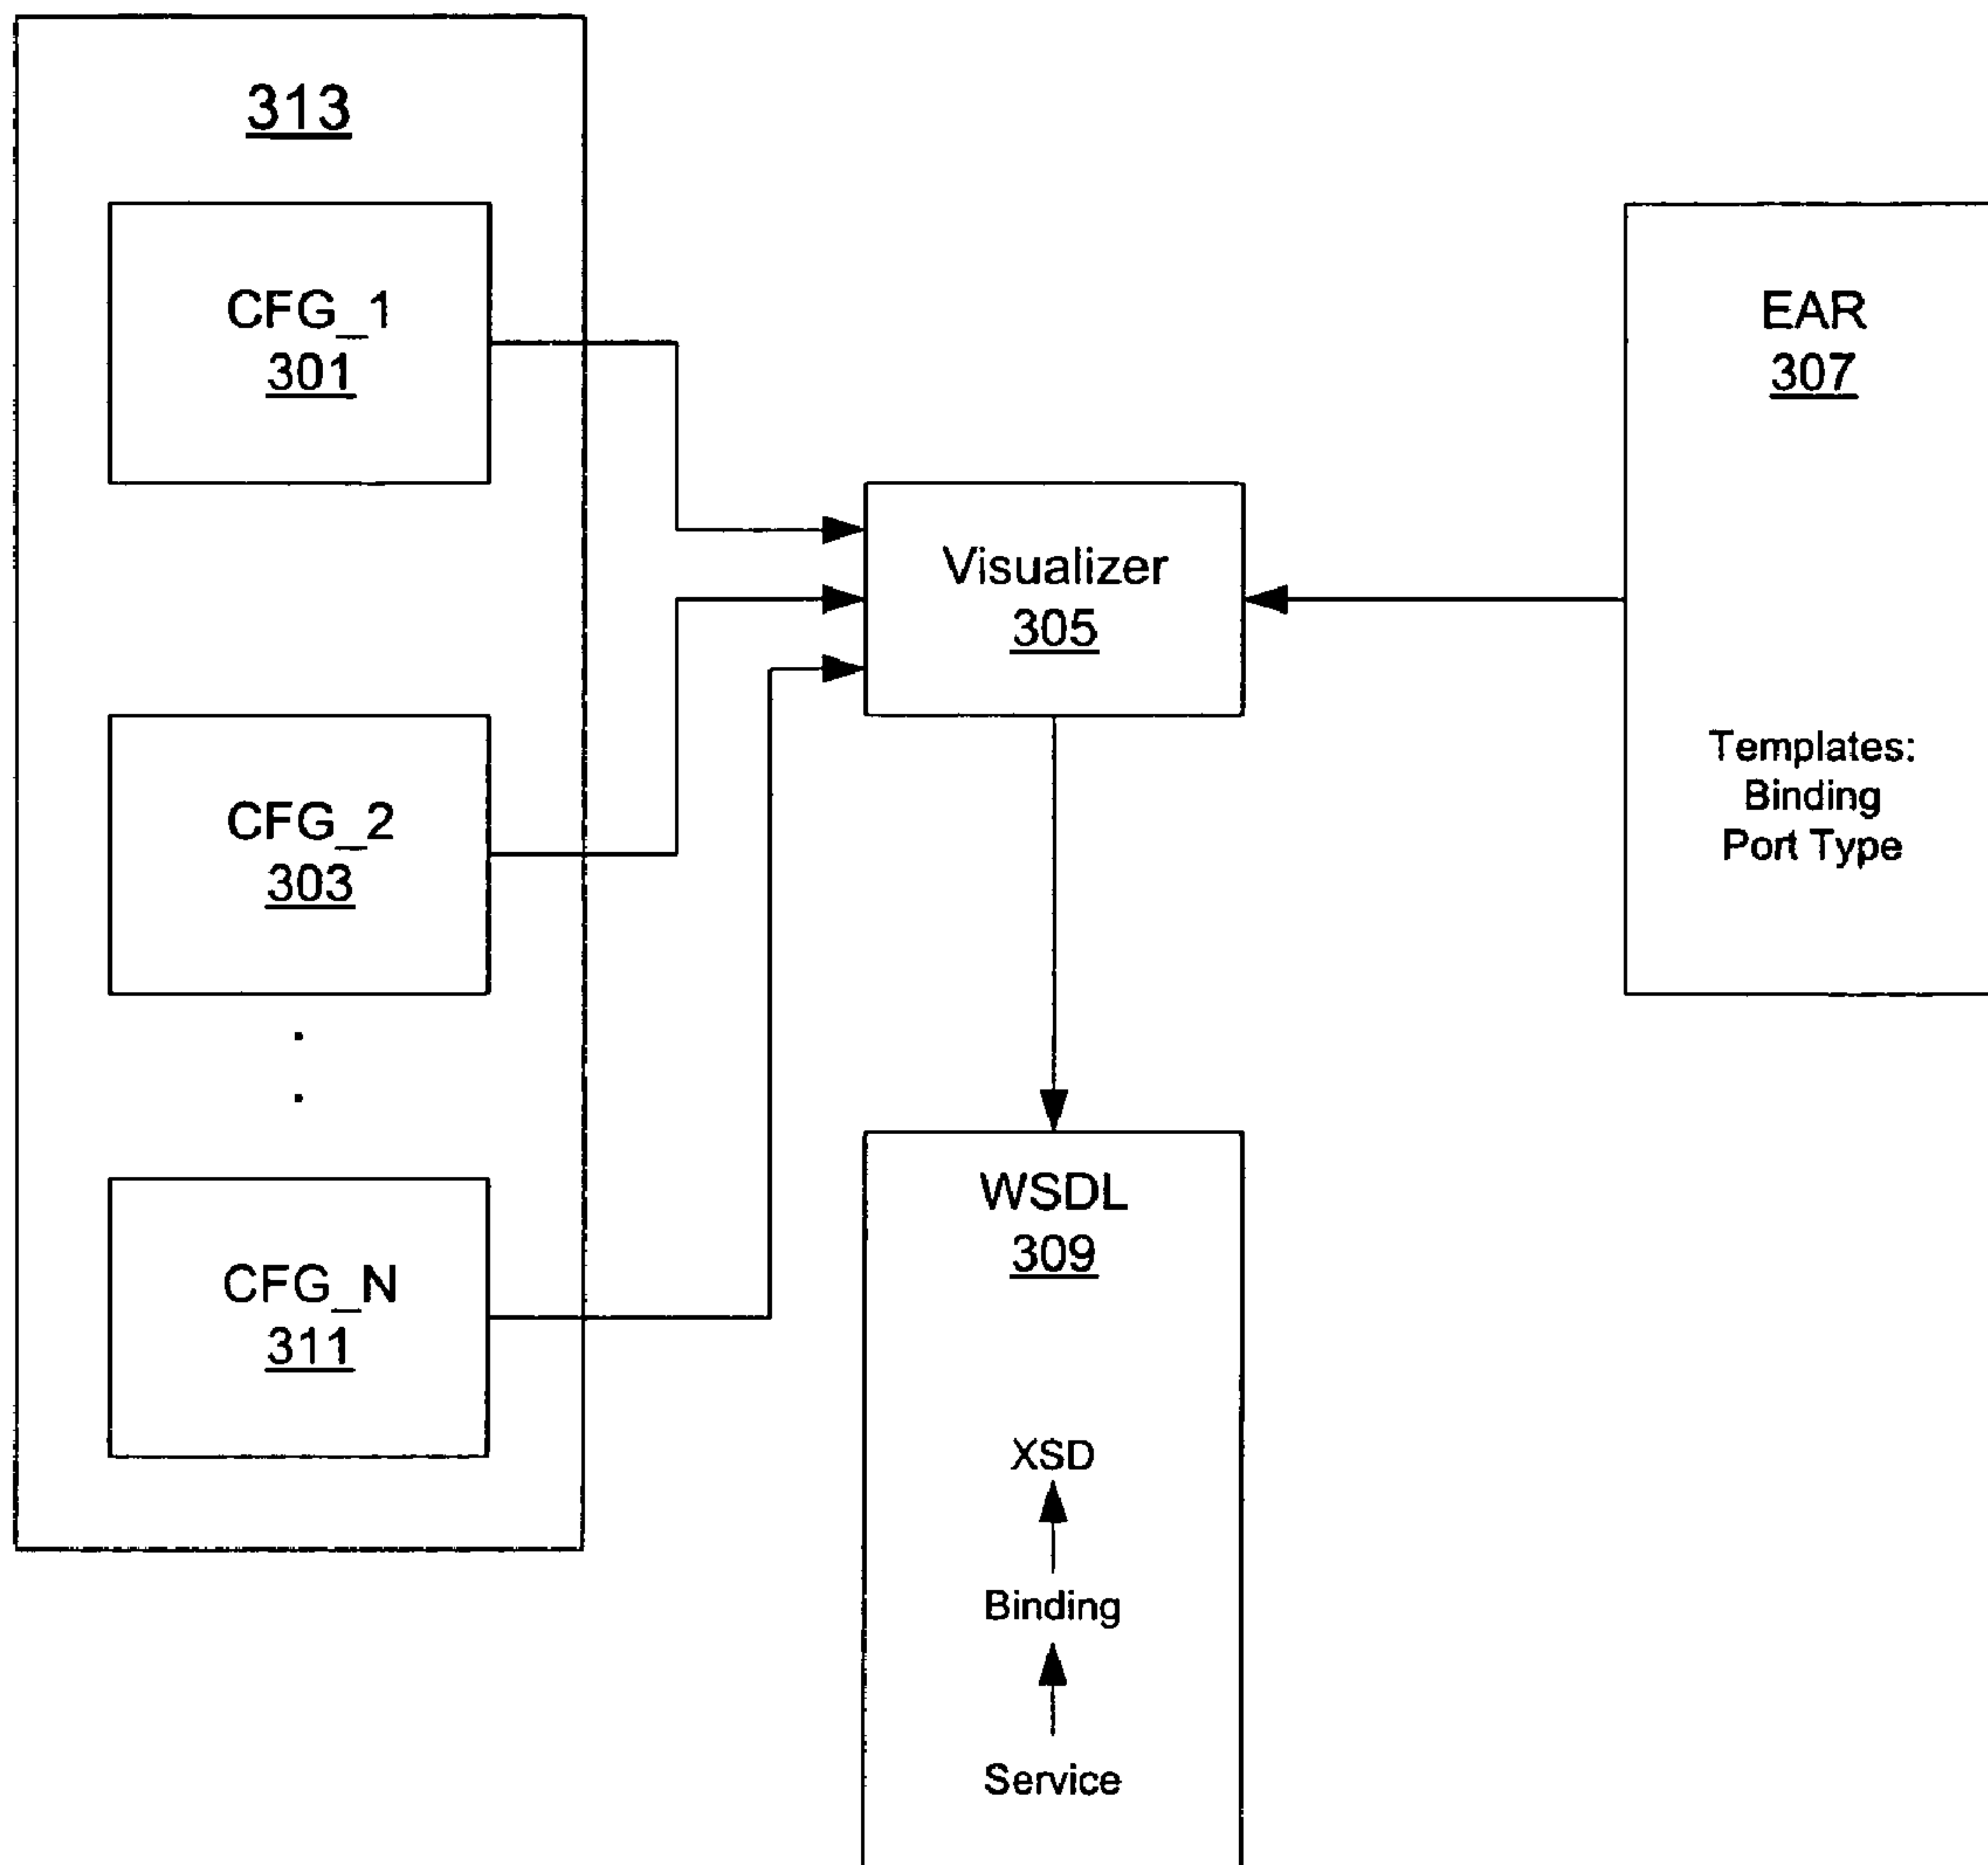 313
CFG_1
301
CFG_2
303
.
.
CFG_N
311
Visualizer
305
EAR
307
Templates:
Binding
Port Type
WSDL
309
XSD
Binding
Service